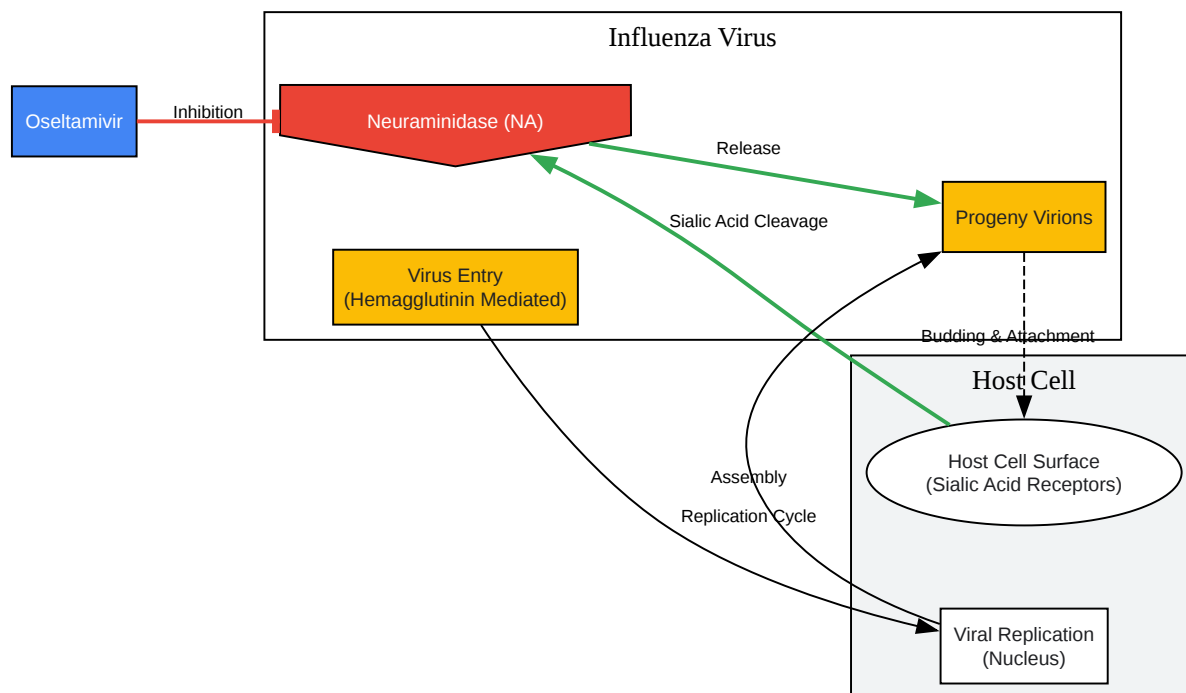 Influenza Virus
Oseltamivir
Inhibition
Neuraminidase (NA)
Release
Progeny Virions
Sialic Acid Cleavage
Virus Entry
(Hemagglutinin Mediated)
Budding & Attachment
Host Cell
Host Cell Surface
(Sialic Acid Receptors)
Assembly
Replication Cycle
Viral Replication
(Nucleus)